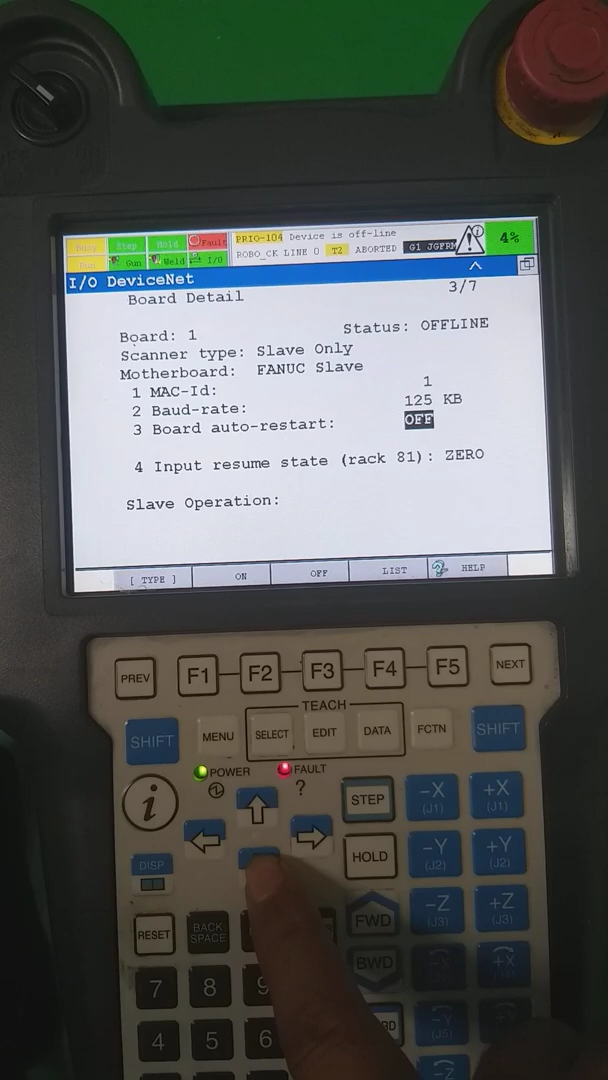 Busy Step Hold Fault PRIO-104 Device is off-line
Run Gun Weld I/O ROBO_CK LINE 0 T2 ABORTED G1 JGFRM 4%
I/O DeviceNet
Board Detail 3/7
Board: 1 Status: OFFLINE
Scanner type: Slave Only
Motherboard: FANUC Slave
1 MAC-Id: 1
2 Baud-rate: 125 KB
3 Board auto-restart: OFF
4 Input resume state (rack 81): ZERO
Slave Operation:
[ TYPE ] ON OFF LIST HELP
PREV F1 F2 F3 F4 F5 NEXT
TEACH
SHIFT MENU SELECT EDIT DATA FCTN SHIFT
POWER FAULT
i ? STEP -X (J1) +X (J1)
HOLD -Y (J2) +Y (J2)
DISP
FWD -Z (J3) +Z (J3)
RESET BACK SPACE
BWD -X +X
7 8 9
-Y (J5)
4 5 6
-Z